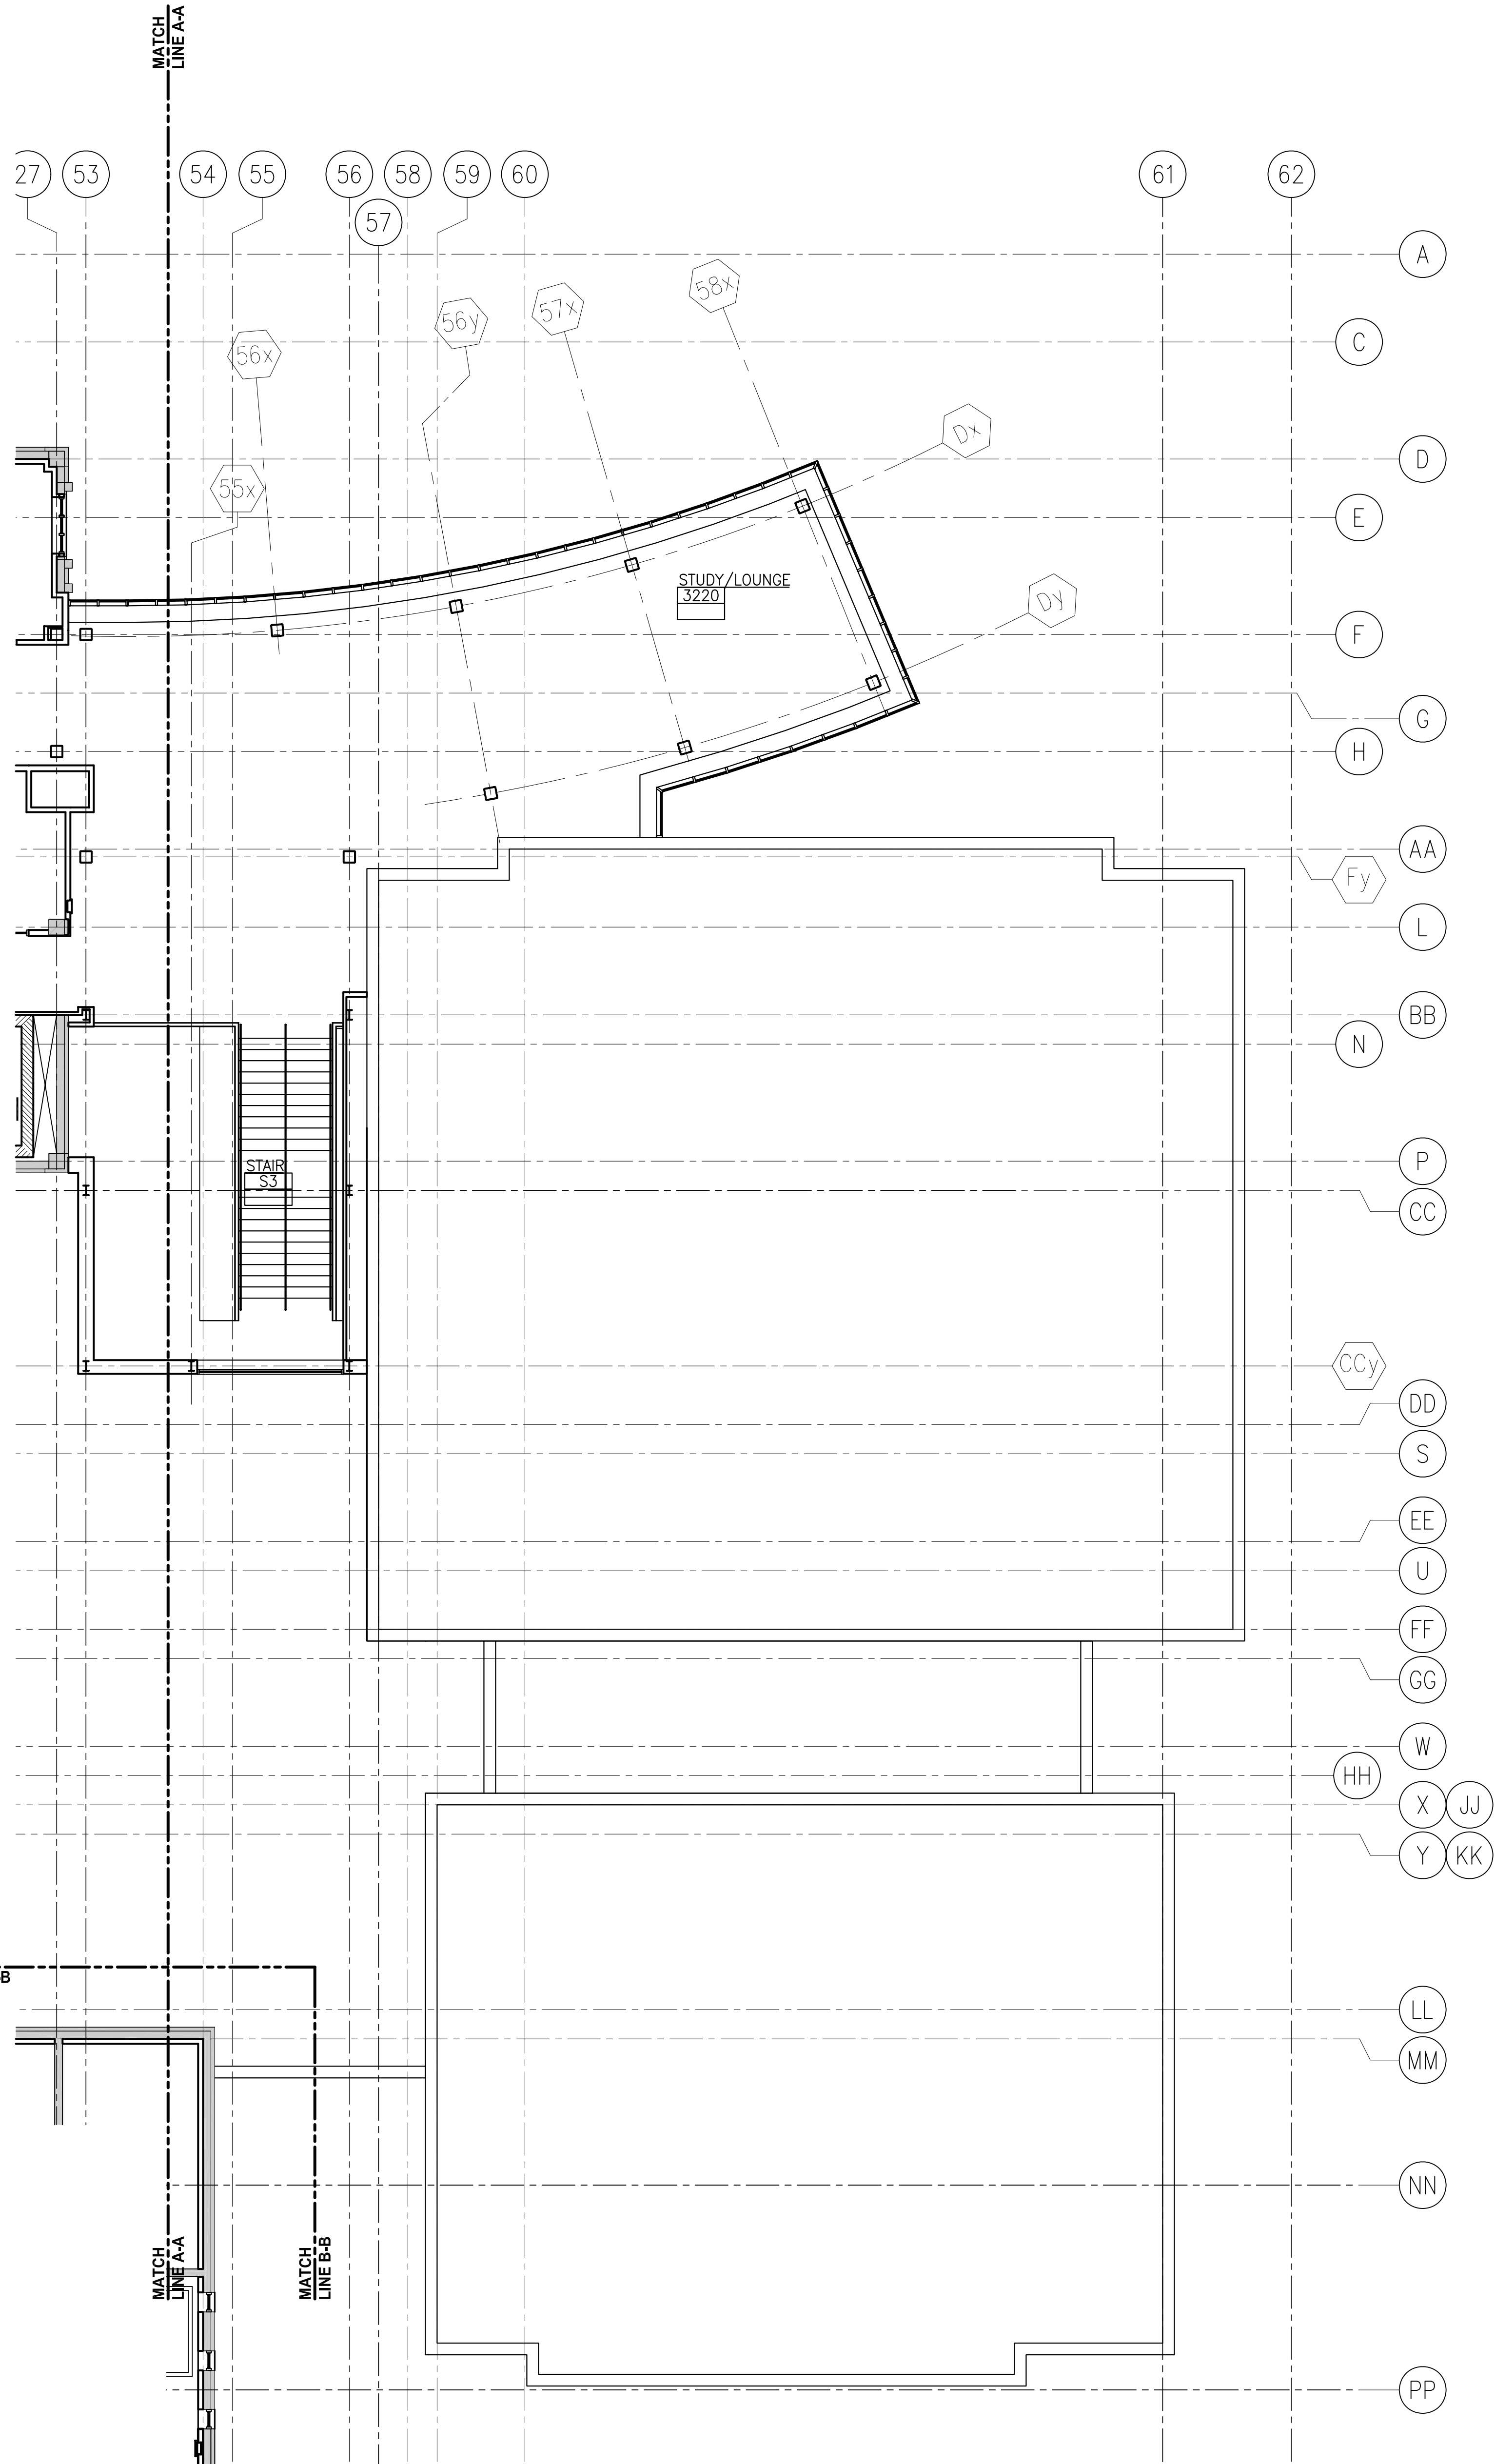 MATCH
LINE A-A
27
53
54
55
56
58
59
60
61
62
57
A
58x
57x
56y
C
56x
Dx
D
55x
E
STUDY/LOUNGE
3220
Dy
F
G
H
AA
Fy
L
BB
N
P
STAIR
S3
CC
CCy
DD
S
EE
U
FF
GG
W
HH
X
JJ
Y
KK
B
LL
MM
NN
MATCH
LINE A-A
MATCH
LINE B-B
PP